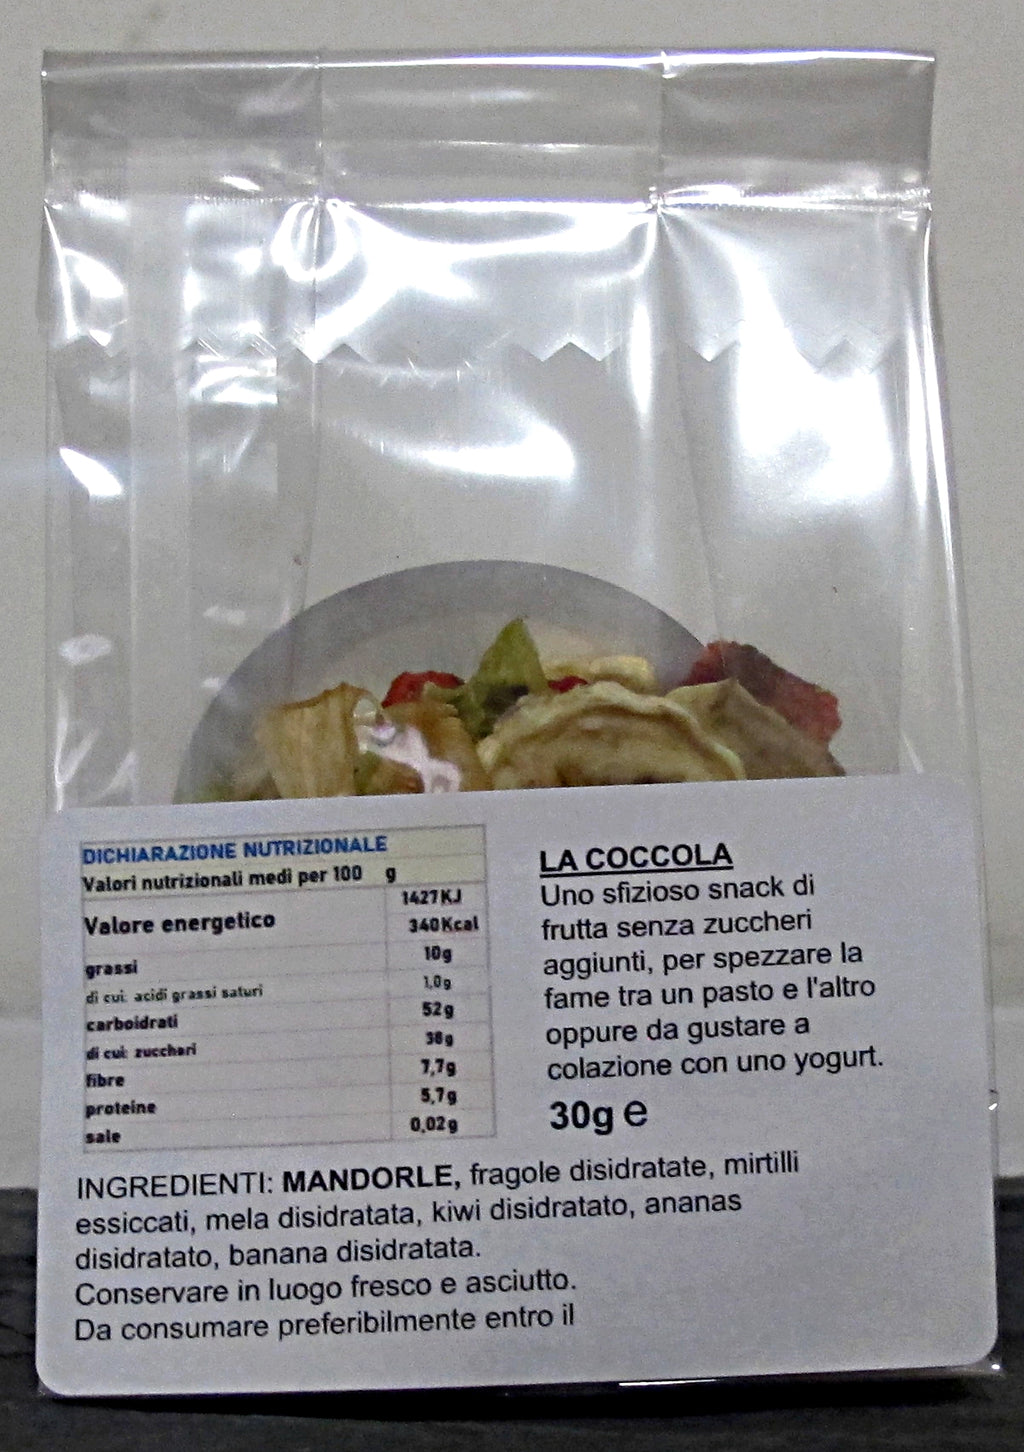 DICHIARAZIONE NUTRIZIONALE
Valori nutrizionali medi per 100 g
Valore energetico 1427KJ
340Kcal
grassi 10g
di cui: acidi grassi saturi 1,0g
carboidrati 52g
di cui: zuccheri 38g
fibre 7,7g
proteine 5,7g
sale 0,02g
LA COCCOLA
Uno sfizioso snack di
frutta senza zuccheri
aggiunti, per spezzare la
fame tra un pasto e l'altro
oppure da gustare a
colazione con uno yogurt.
30g e
INGREDIENTI: MANDORLE, fragole disidratate, mirtilli
essiccati, mela disidratata, kiwi disidratato, ananas
disidratato, banana disidratata.
Conservare in luogo fresco e asciutto.
Da consumare preferibilmente entro il